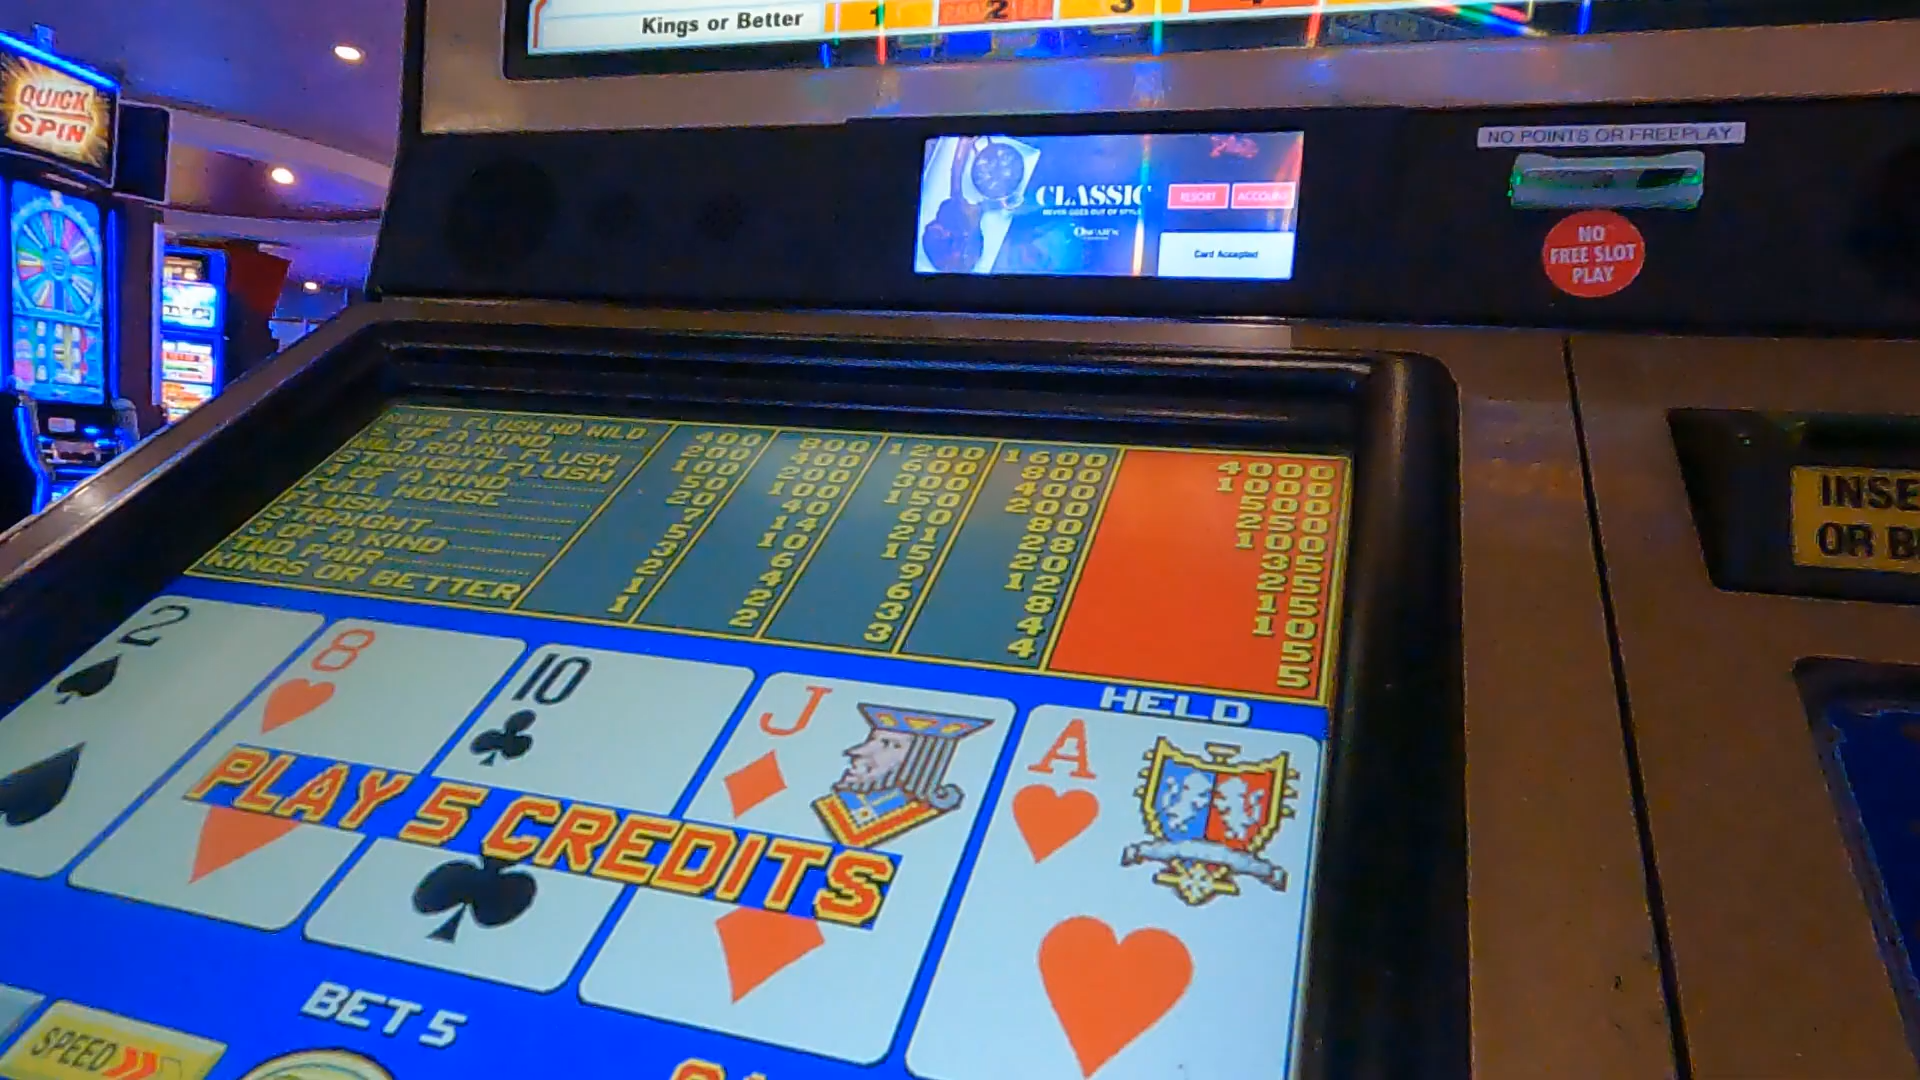 Kings or Better 1 2 3 4
QUICK
SPIN
NO POINTS OR FREEPLAY
CLASSIC
NEVER GOES OUT OF STYLE
OSCAR'S
RESORT
ACCOUNT
Card Accepted
NO
FREE SLOT
PLAY
INSE
OR B
ROYAL FLUSH NO WILD 400 800 1200 1600 4000
5 OF A KIND 200 400 600 800 1000
WILD ROYAL FLUSH 100 200 300 400 500
STRAIGHT FLUSH 50 100 150 200 250
4 OF A KIND 20 40 60 80 100
FULL HOUSE 7 14 21 28 35
FLUSH 5 10 15 20 25
STRAIGHT 3 6 9 12 15
3 OF A KIND 2 4 6 8 10
TWO PAIR 1 2 3 4 5
KINGS OR BETTER 1 2 3 4 5
HELD
2 8 10 J A
PLAY 5 CREDITS
BET 5
SPEED